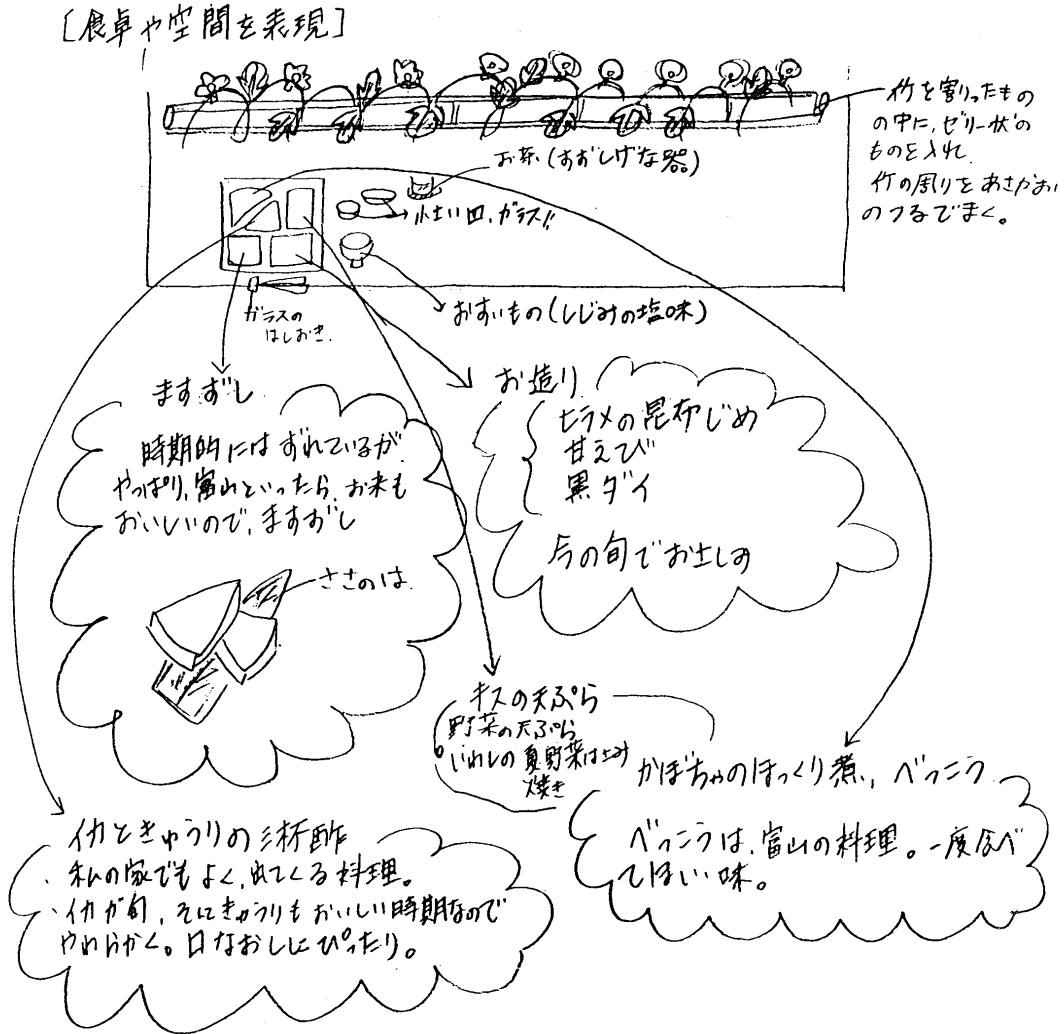 [食卓や空間を表現]
竹を割ったもの
の中に、ゼリー状の
ものを入れ、
竹の周りをあさがお
のつるでまく。
お茶(すずしげな器)
小さい皿、ガラス!!
ガラスの
はしおき。
おすいもの(しじみの塩味)
ますずし
時期的にはずれているが、
やっぱり、富山といったら、お米も
おいしいので、ますずし
ささのは
お造り
ヒラメの昆布じめ
甘えび
黒ダイ
今の旬でおさしみ
キスの天ぷら
野菜の天ぷら
いわしの夏野菜はさみ
焼き
かぼちゃのほっくり煮、べっこう
べっこうは、富山の料理。一度食べ
てほしい味。
イカときゅうりの三杯酢
・私の家でもよく、出てくる料理。
・イカが旬、そにきゅうりもおいしい時期なので
やわらかく。口なおしにぴったり。